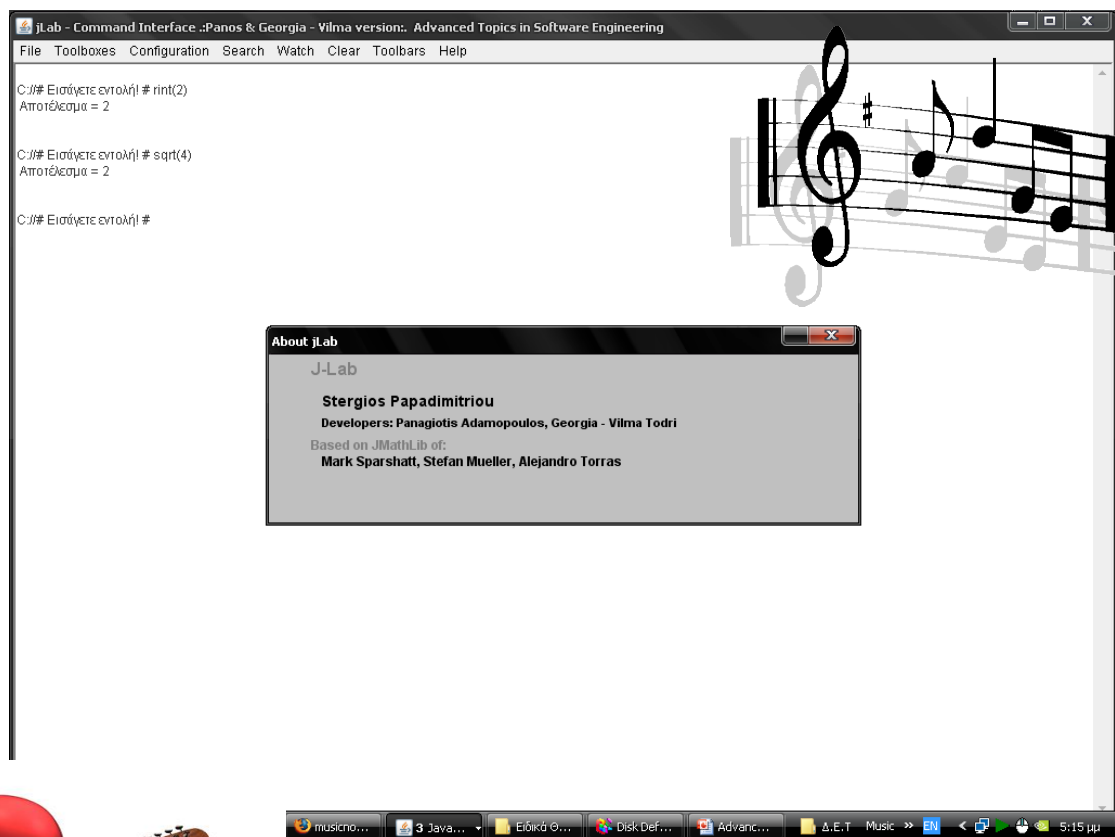 jLab - Command Interface .:Panos & Georgia - Vilma version:. Advanced Topics in Software Engineering
File Toolboxes Configuration Search Watch Clear Toolbars Help
C://# Εισάγετε εντολή! # rint(2)
Αποτέλεσμα = 2
C://# Εισάγετε εντολή! # sqrt(4)
Αποτέλεσμα = 2
C://# Εισάγετε εντολή! #
About jLab
J-Lab
Stergios Papadimitriou
Developers: Panagiotis Adamopoulos, Georgia - Vilma Todri
Based on JMathLib of:
Mark Sparshatt, Stefan Mueller, Alejandro Torras
musicno... 3 Java... Ειδικά Θ... Disk Def... Advanc... Δ.Ε.Τ Music » EN < 5:15 μμ